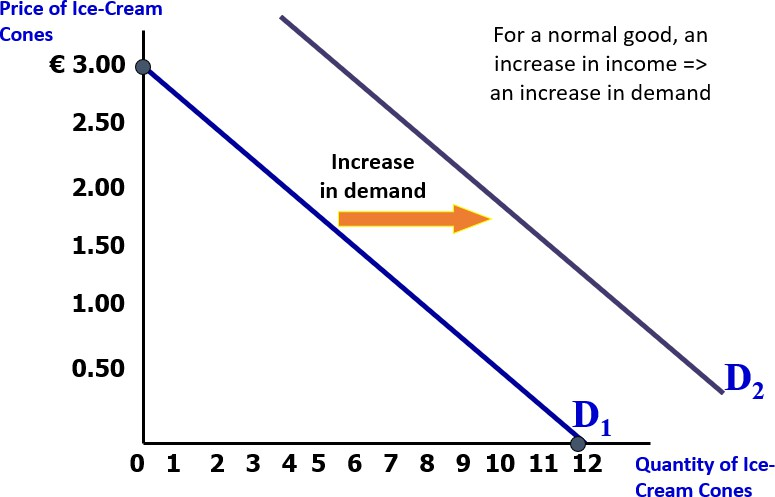 Price of Ice-Cream
Cones
For a normal good, an
increase in income =>
an increase in demand
€ 3.00
2.50
2.00
1.50
1.00
0.50
Increase
in demand
D2
D1
0 1 2 3 4 5 6 7 8 9 10 11 12
Quantity of Ice-
Cream Cones